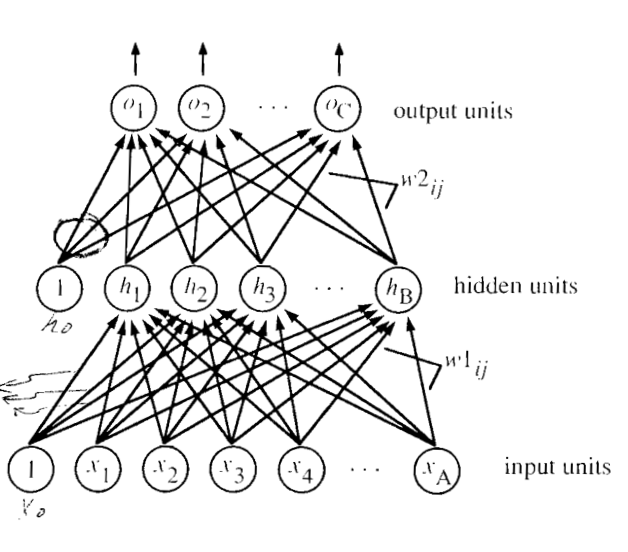 o1 o2 ... oC output units
w2ij
1 h1 h2 h3 ... hB hidden units
h0
w1ij
1 x1 x2 x3 x4 ... xA input units
x0